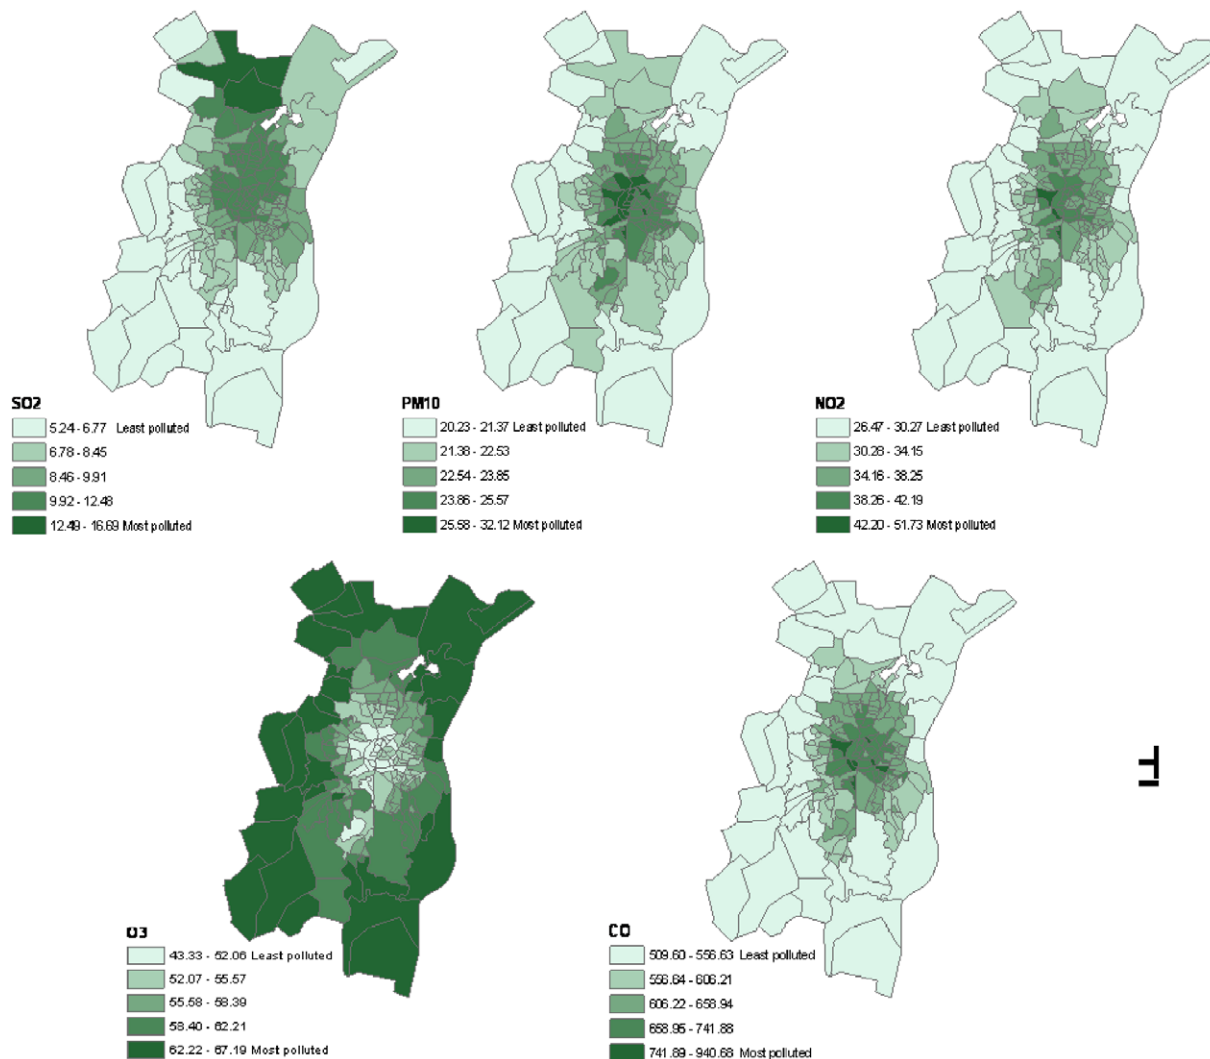 SO2
5.24 - 6.77 Least polluted
6.78 - 8.45
8.46 - 9.91
9.92 - 12.48
12.49 - 16.69 Most polluted
PM10
20.23 - 21.37 Least polluted
21.38 - 22.53
22.54 - 23.85
23.86 - 25.57
25.58 - 32.12 Most polluted
NO2
26.47 - 30.27 Least polluted
30.28 - 34.15
34.16 - 38.25
38.26 - 42.19
42.20 - 51.73 Most polluted
O3
43.33 - 52.06 Least polluted
52.07 - 55.57
55.58 - 58.39
58.40 - 62.21
62.22 - 67.19 Most polluted
CO
509.60 - 556.63 Least polluted
556.64 - 606.21
606.22 - 658.94
658.95 - 741.88
741.89 - 940.68 Most polluted